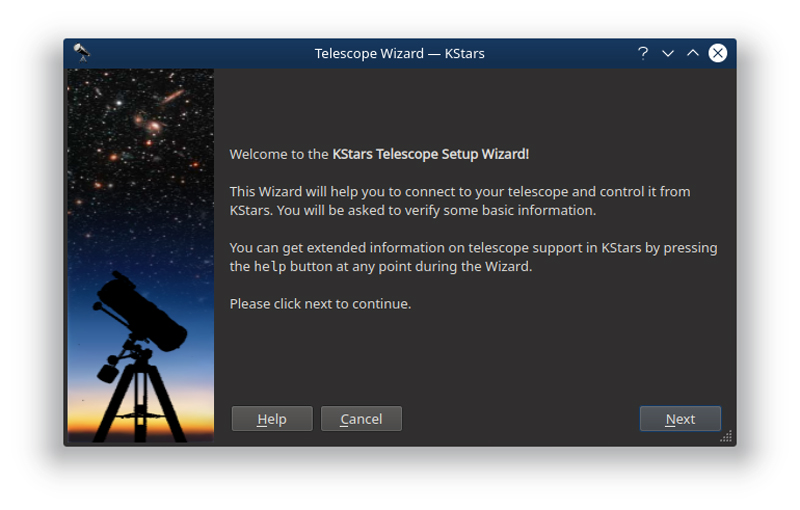 Telescope Wizard — KStars
Welcome to the KStars Telescope Setup Wizard!
This Wizard will help you to connect to your telescope and control it from
KStars. You will be asked to verify some basic information.
You can get extended information on telescope support in KStars by pressing
the help button at any point during the Wizard.
Please click next to continue.
Help Cancel Next